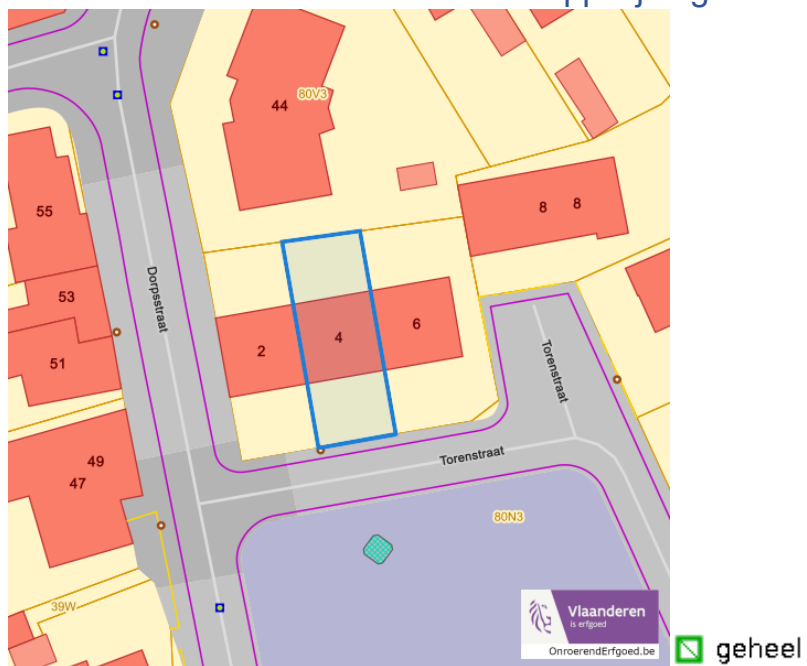 44
80V3
55
8 8
Dorpsstraat
53
2
4
6
51
Torenstraat
49
47
Torenstraat
80N3
39W
Vlaanderen
is erfgoed
OnroerendErfgoed.be
geheel